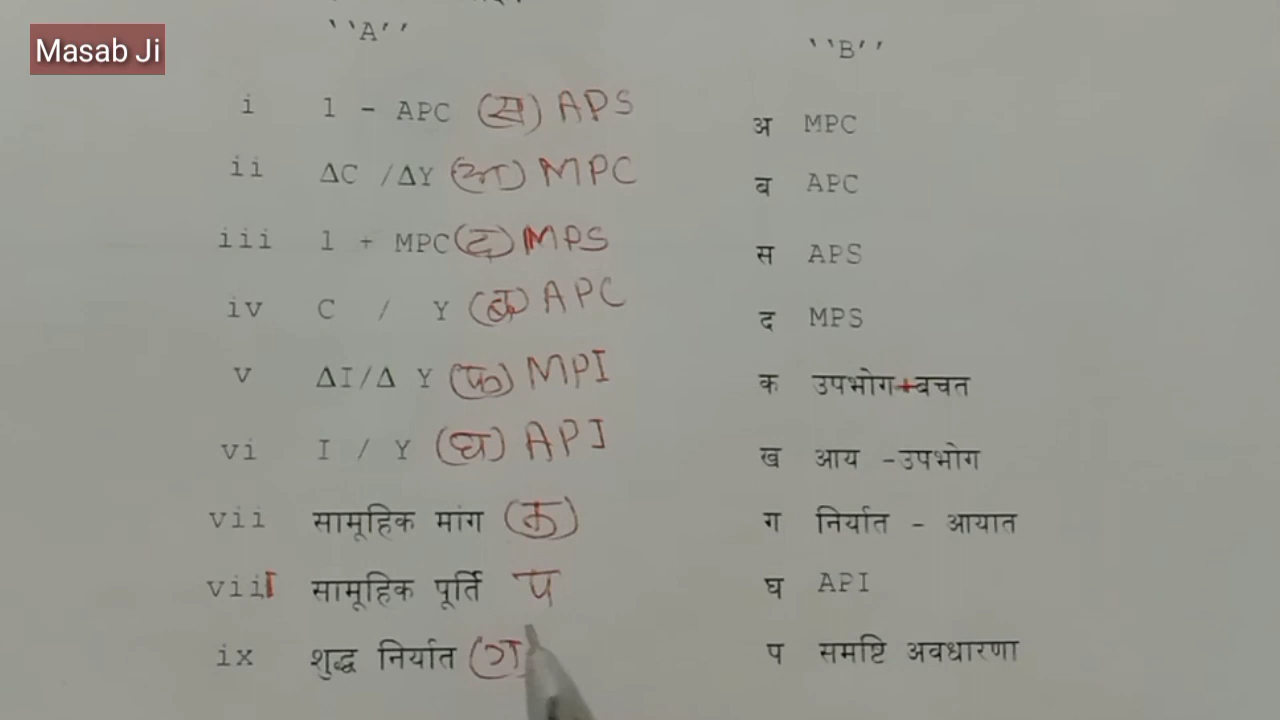 Masab Ji
''A''
''B''
i 1 - APC (स) APS
अ MPC
ii ΔC /ΔY (अ) MPC
ब APC
iii 1 + MPC (द) MPS
स APS
iv C / Y (ब) APC
द MPS
v ΔI/Δ Y (फ) MPI
क उपभोग+बचत
vi I / Y (घ) API
ख आय -उपभोग
vii सामूहिक मांग (क)
ग निर्यात - आयात
viii सामूहिक पूर्ति प
घ API
ix शुद्ध निर्यात (ग)
प समष्टि अवधारणा